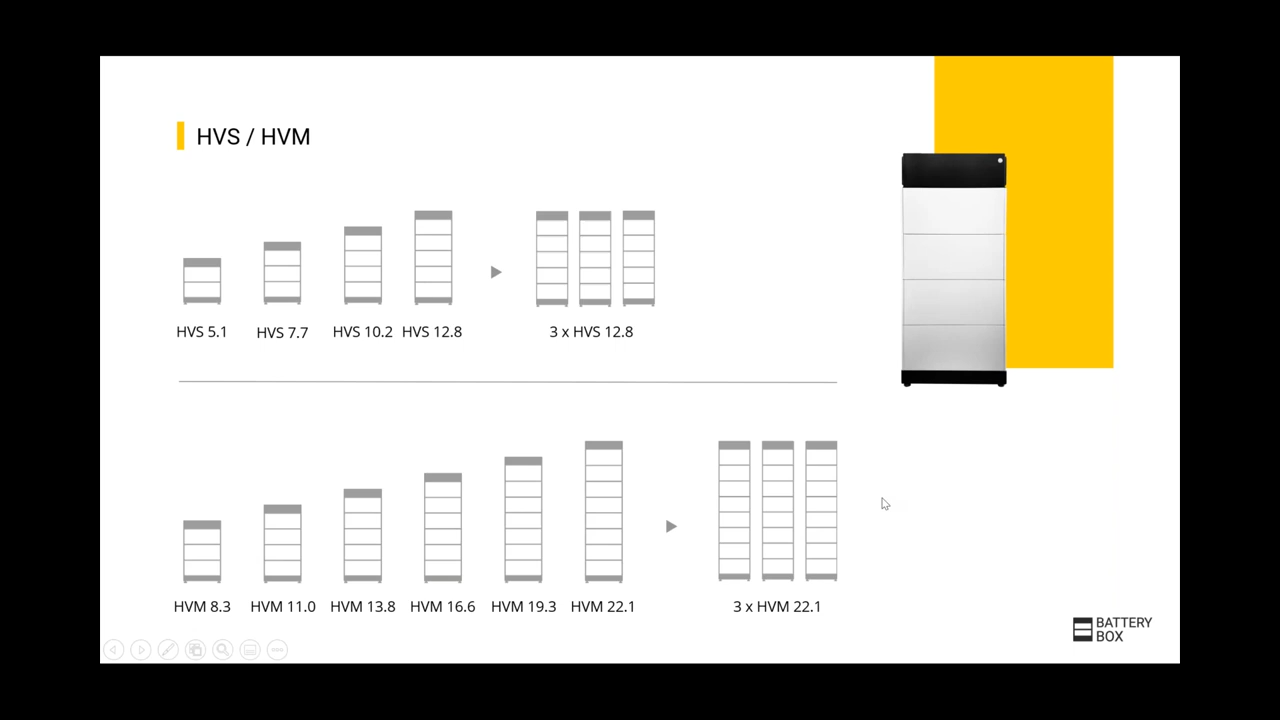 HVS / HVM
HVS 5.1
HVS 7.7
HVS 10.2
HVS 12.8
3 x HVS 12.8
HVM 8.3
HVM 11.0
HVM 13.8
HVM 16.6
HVM 19.3
HVM 22.1
3 x HVM 22.1
BATTERY
BOX